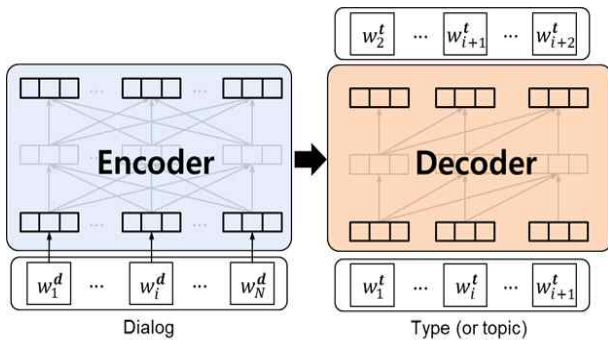 w₂ᵗ ... wᵢ₊₁ᵗ ... wᵢ₊₂ᵗ
... ...
Encoder
Decoder
... ...
w₁ᵈ ... wᵢᵈ ... w_Nᵈ
w₁ᵗ ... wᵢᵗ ... wᵢ₊₁ᵗ
Dialog
Type (or topic)